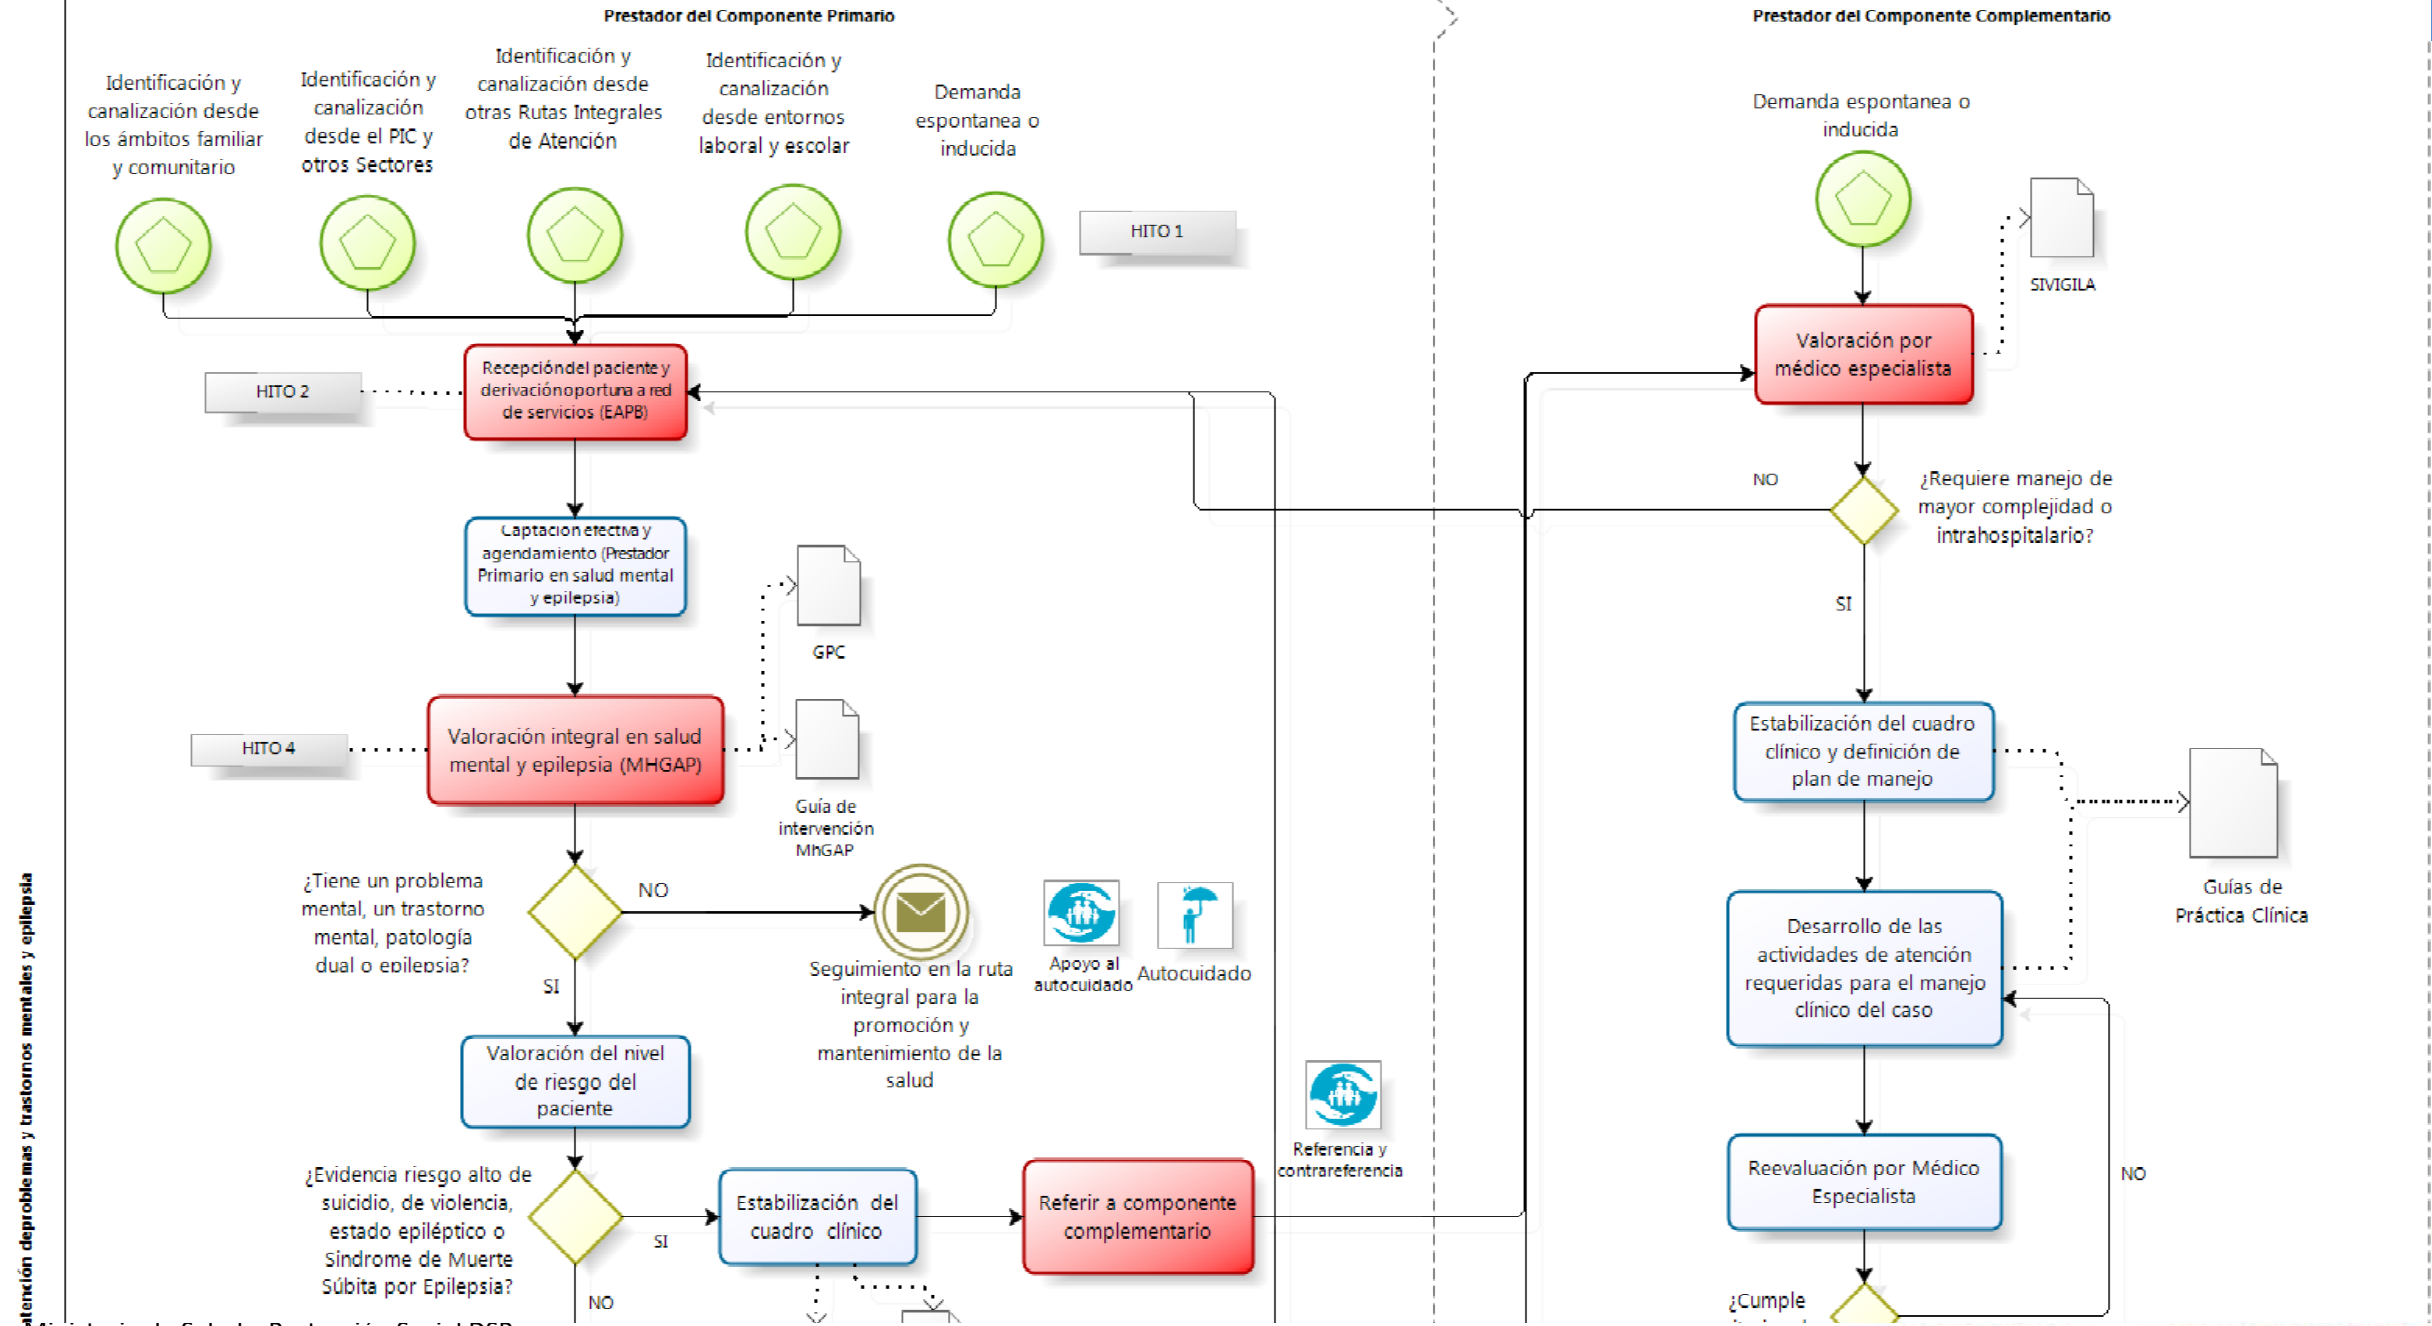 Prestador del Componente Primario
Prestador del Componente Complementario
Identificación y
canalización desde
los ámbitos familiar
y comunitario
Identificación y
canalización
desde el PIC y
otros Sectores
Identificación y
canalización desde
otras Rutas Integrales
de Atención
Identificación y
canalización
desde entornos
laboral y escolar
Demanda
espontanea o
inducida
HITO 1
Demanda espontanea o
inducida
SIVIGILA
Recepción del paciente y
derivación oportuna a red
de servicios (EAPB)
HITO 2
Valoración por
médico especialista
NO
¿Requiere manejo de
mayor complejidad o
intrahospitalario?
SI
Captacion efectiva y
agendamiento (Prestador
Primario en salud mental
y epilepsia)
GPC
Valoración integral en salud
mental y epilepsia (MHGAP)
HITO 4
Guía de
intervención
MhGAP
Estabilización del cuadro
clínico y definición de
plan de manejo
Guías de
Práctica Clínica
¿Tiene un problema
mental, un trastorno
mental, patología
dual o epilepsia?
NO
SI
Seguimiento en la ruta
integral para la
promoción y
mantenimiento de la
salud
Apoyo al
autocuidado
Autocuidado
Desarrollo de las
actividades de atención
requeridas para el manejo
clínico del caso
Valoración del nivel
de riesgo del
paciente
Referencia y
contrareferencia
Reevaluación por Médico
Especialista
NO
¿Evidencia riesgo alto de
suicidio, de violencia,
estado epiléptico o
Sindrome de Muerte
Súbita por Epilepsia?
SI
NO
Estabilización del
cuadro clínico
Referir a componente
complementario
¿Cumple
atención deproblemas y trastornos mentales y epilepsia